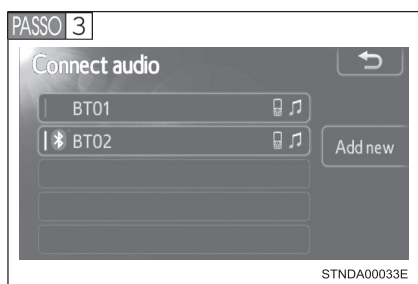 PASSO 3
Connect audio
BT01
BT02
Add new
STNDA00033E